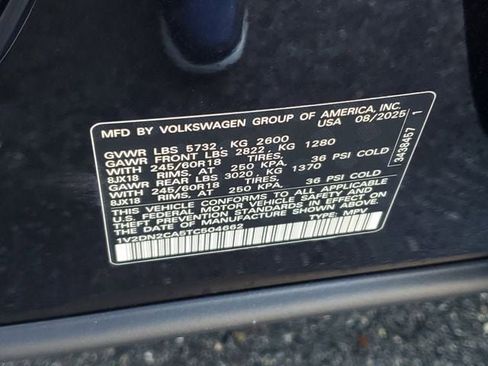 MFD BY VOLKSWAGEN GROUP OF AMERICA, INC.
USA 08/2025
GVWR LBS 5732, KG 2600
GAWR FRONT LBS 2822, KG 1280
WITH 245/60R18 TIRES, 36 PSI COLD
8JX18 RIMS, AT 250 KPA.
GAWR REAR LBS 3020, KG 1370
WITH 245/60R18 TIRES, 36 PSI COLD
8JX18 RIMS, AT 250 KPA.
THIS VEHICLE CONFORMS TO ALL APPLICABLE
U.S. FEDERAL MOTOR VEHICLE SAFETY AND
THEFT PREVENTION STANDARDS IN EFFECT ON
THE DATE OF MANUFACTURE SHOWN ABOVE.
1V2DN2CA5TC504662 TYPE: MPV
3438457 1